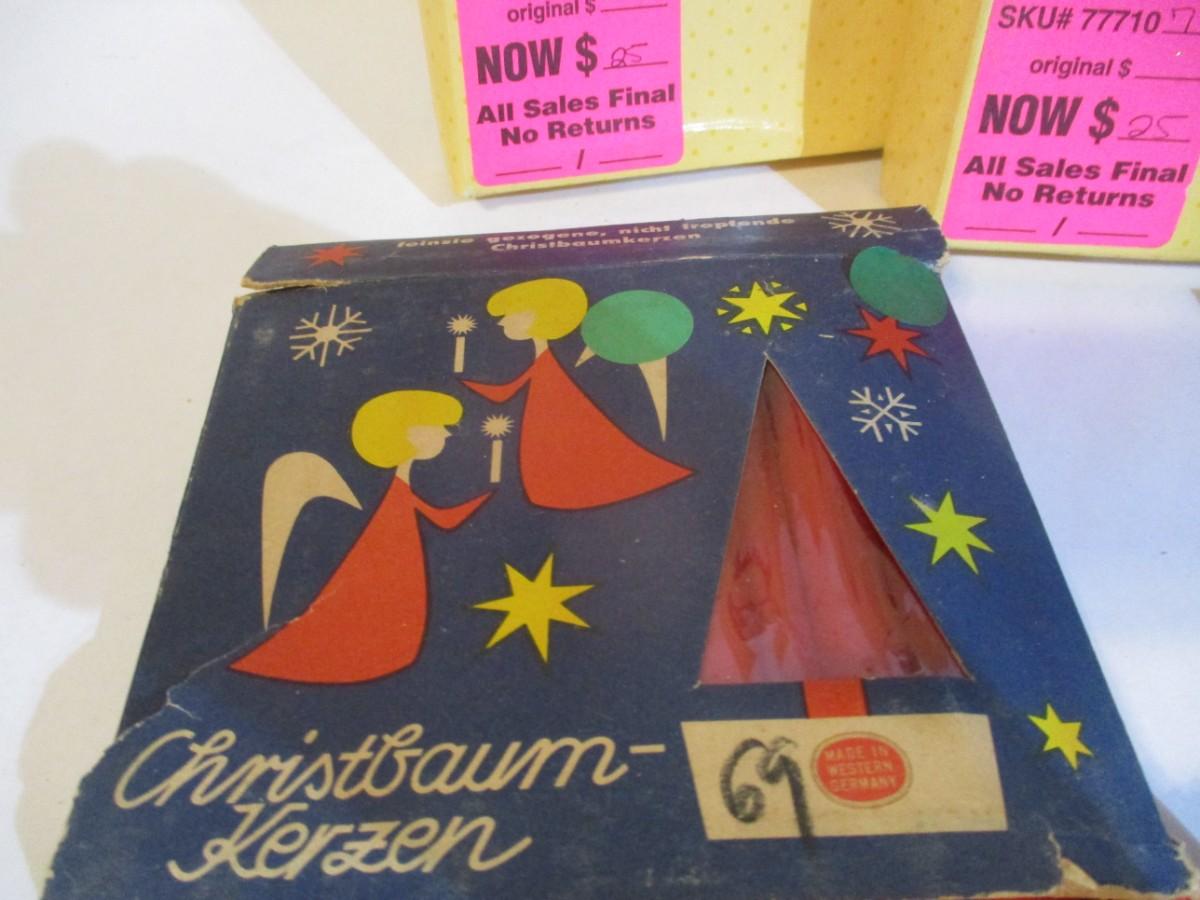 original $
NOW $ 25
All Sales Final
No Returns
/
SKU# 77710 7
original $
NOW $ 25
All Sales Final
No Returns
/
feinste gezogene, nicht tropfende
Christbaumkerzen
Christbaum-
Kerzen
69
MADE IN
WESTERN
GERMANY